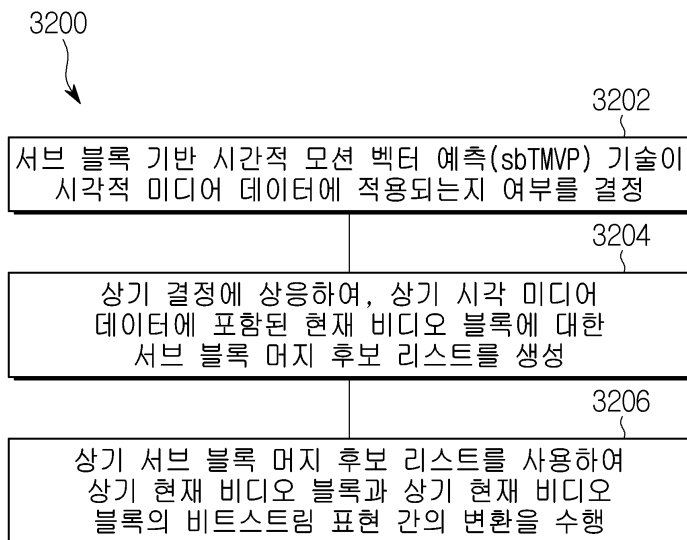 3200
3202
서브 블록 기반 시간적 모션 벡터 예측(sbTMVP) 기술이
시각적 미디어 데이터에 적용되는지 여부를 결정
3204
상기 결정에 상응하여, 상기 시각 미디어
데이터에 포함된 현재 비디오 블록에 대한
서브 블록 머지 후보 리스트를 생성
3206
상기 서브 블록 머지 후보 리스트를 사용하여
상기 현재 비디오 블록과 상기 현재 비디오
블록의 비트스트림 표현 간의 변환을 수행